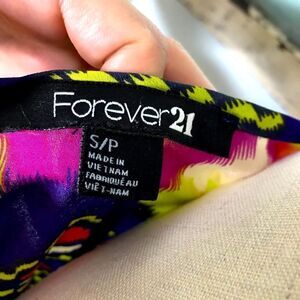 Forever21
S/P
MADE IN
VIETNAM
FABRIQUÉ AU
VIÊT-NAM